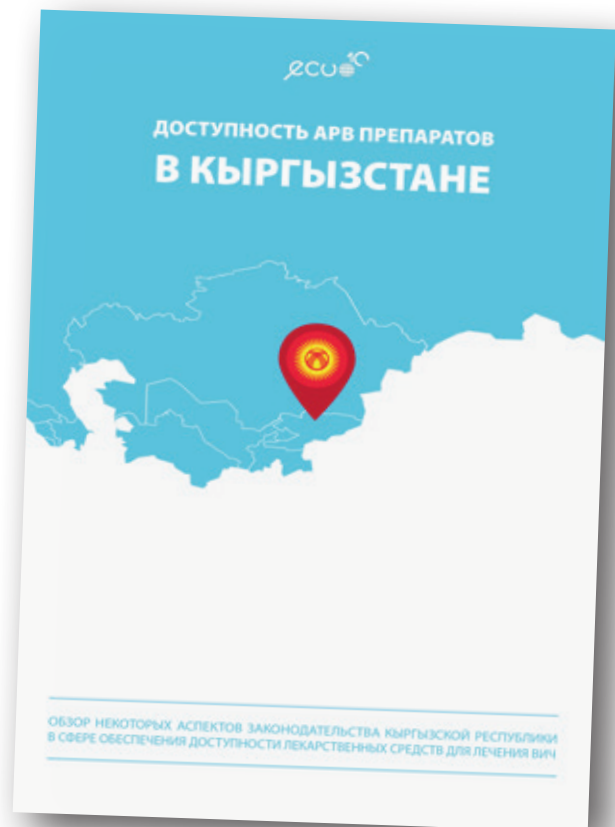 ecuo
ДОСТУПНОСТЬ АРВ ПРЕПАРАТОВ
В КЫРГЫЗСТАНЕ
ОБЗОР НЕКОТОРЫХ АСПЕКТОВ ЗАКОНОДАТЕЛЬСТВА КЫРГЫЗСКОЙ РЕСПУБЛИКИ
В СФЕРЕ ОБЕСПЕЧЕНИЯ ДОСТУПНОСТИ ЛЕКАРСТВЕННЫХ СРЕДСТВ ДЛЯ ЛЕЧЕНИЯ ВИЧ